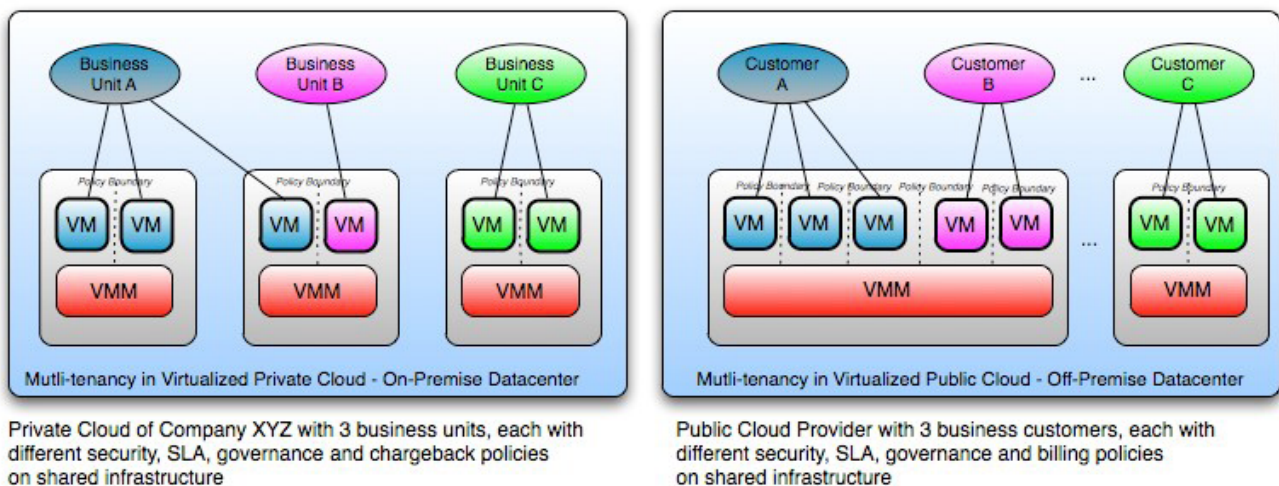 Business
Unit A
Business
Unit B
Business
Unit C
Policy Boundary
Policy Boundary
Policy Boundary
VM
VM
VM
VM
VM
VM
VMM
VMM
VMM
Mutli-tenancy in Virtualized Private Cloud - On-Premise Datacenter
Private Cloud of Company XYZ with 3 business units, each with
different security, SLA, governance and chargeback policies
on shared infrastructure
Customer
A
Customer
B
...
Customer
C
Policy Boundary
Policy Boundary
Policy Boundary
Policy Boundary
Policy Boundary
VM
VM
VM
VM
VM
...
VM
VM
VMM
VMM
Mutli-tenancy in Virtualized Public Cloud - Off-Premise Datacenter
Public Cloud Provider with 3 business customers, each with
different security, SLA, governance and billing policies
on shared infrastructure